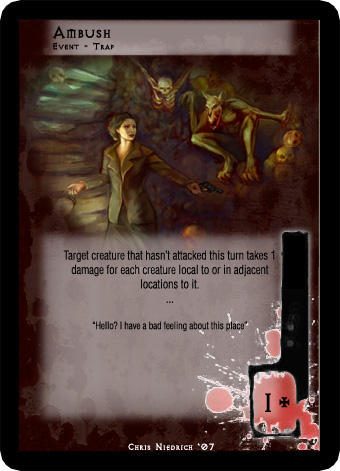 Ambush
Event - Trap
Target creature that hasn't attacked this turn takes 1
damage for each creature local to or in adjacent
locations to it.
...
"Hello? I have a bad feeling about this place"
I ✠
Chris Niedrich '07